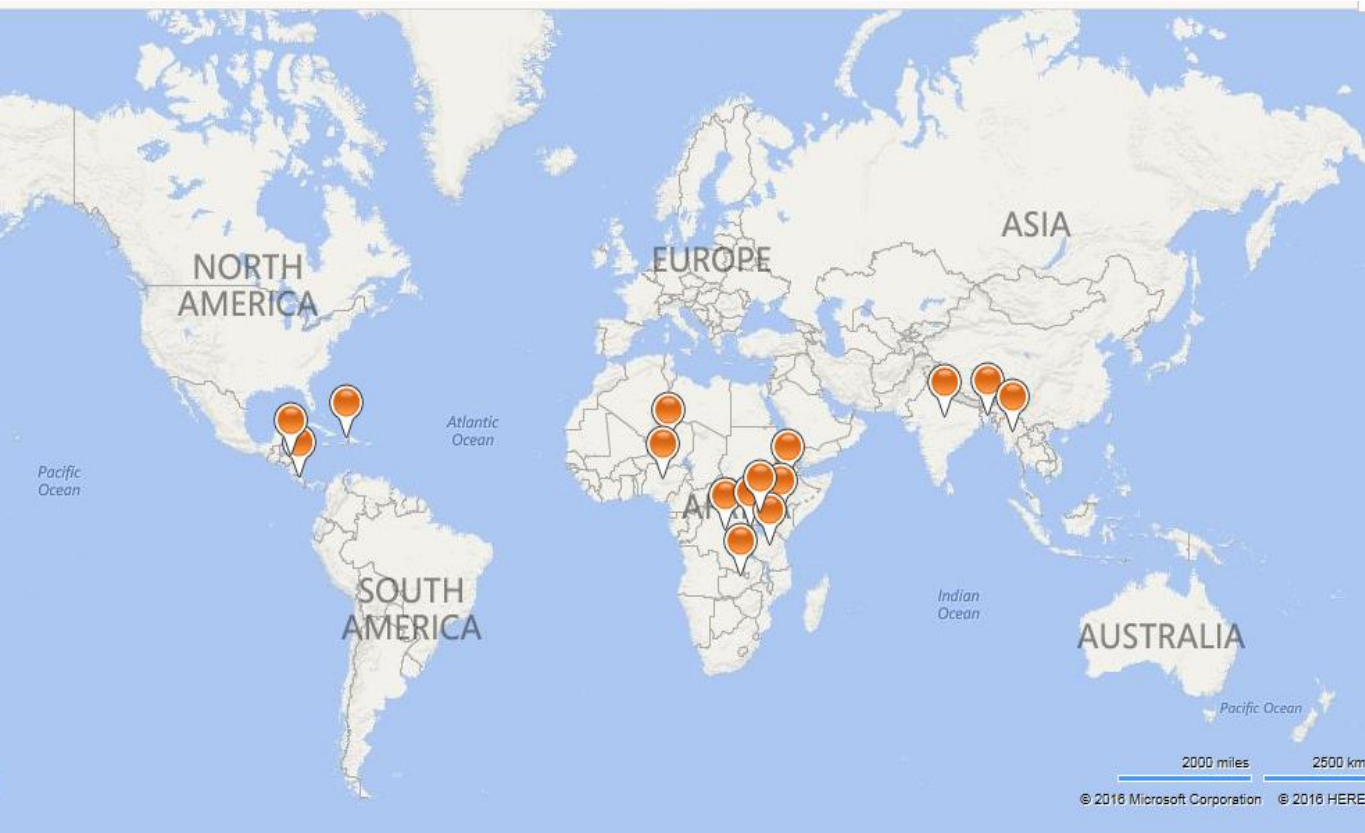 ASIA
NORTH
AMERICA
EUROPE
Atlantic
Ocean
Pacific
Ocean
SOUTH
AMERICA
Indian
Ocean
AUSTRALIA
Pacific Ocean
2000 miles
2500 km
© 2016 Microsoft Corporation
© 2016 HERE